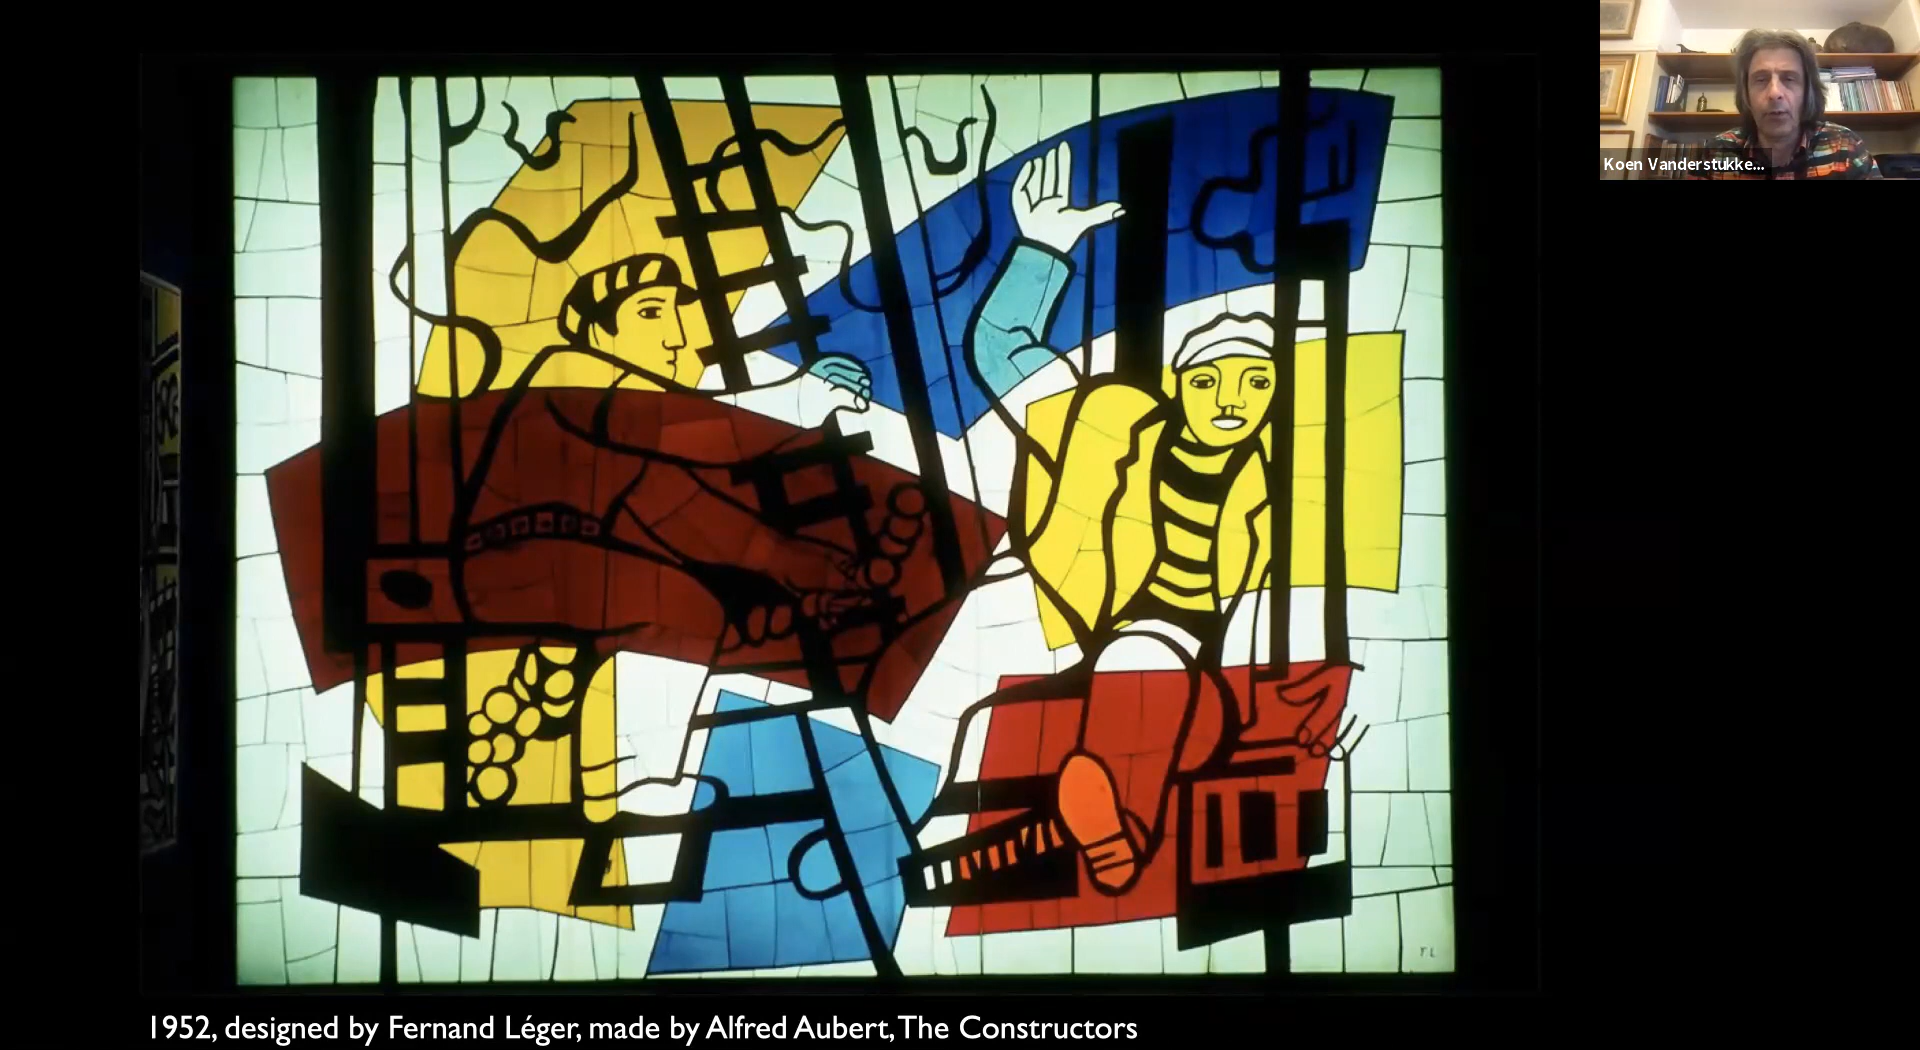 Koen Vanderstukke...
F L
1952, designed by Fernand Léger, made by Alfred Aubert, The Constructors